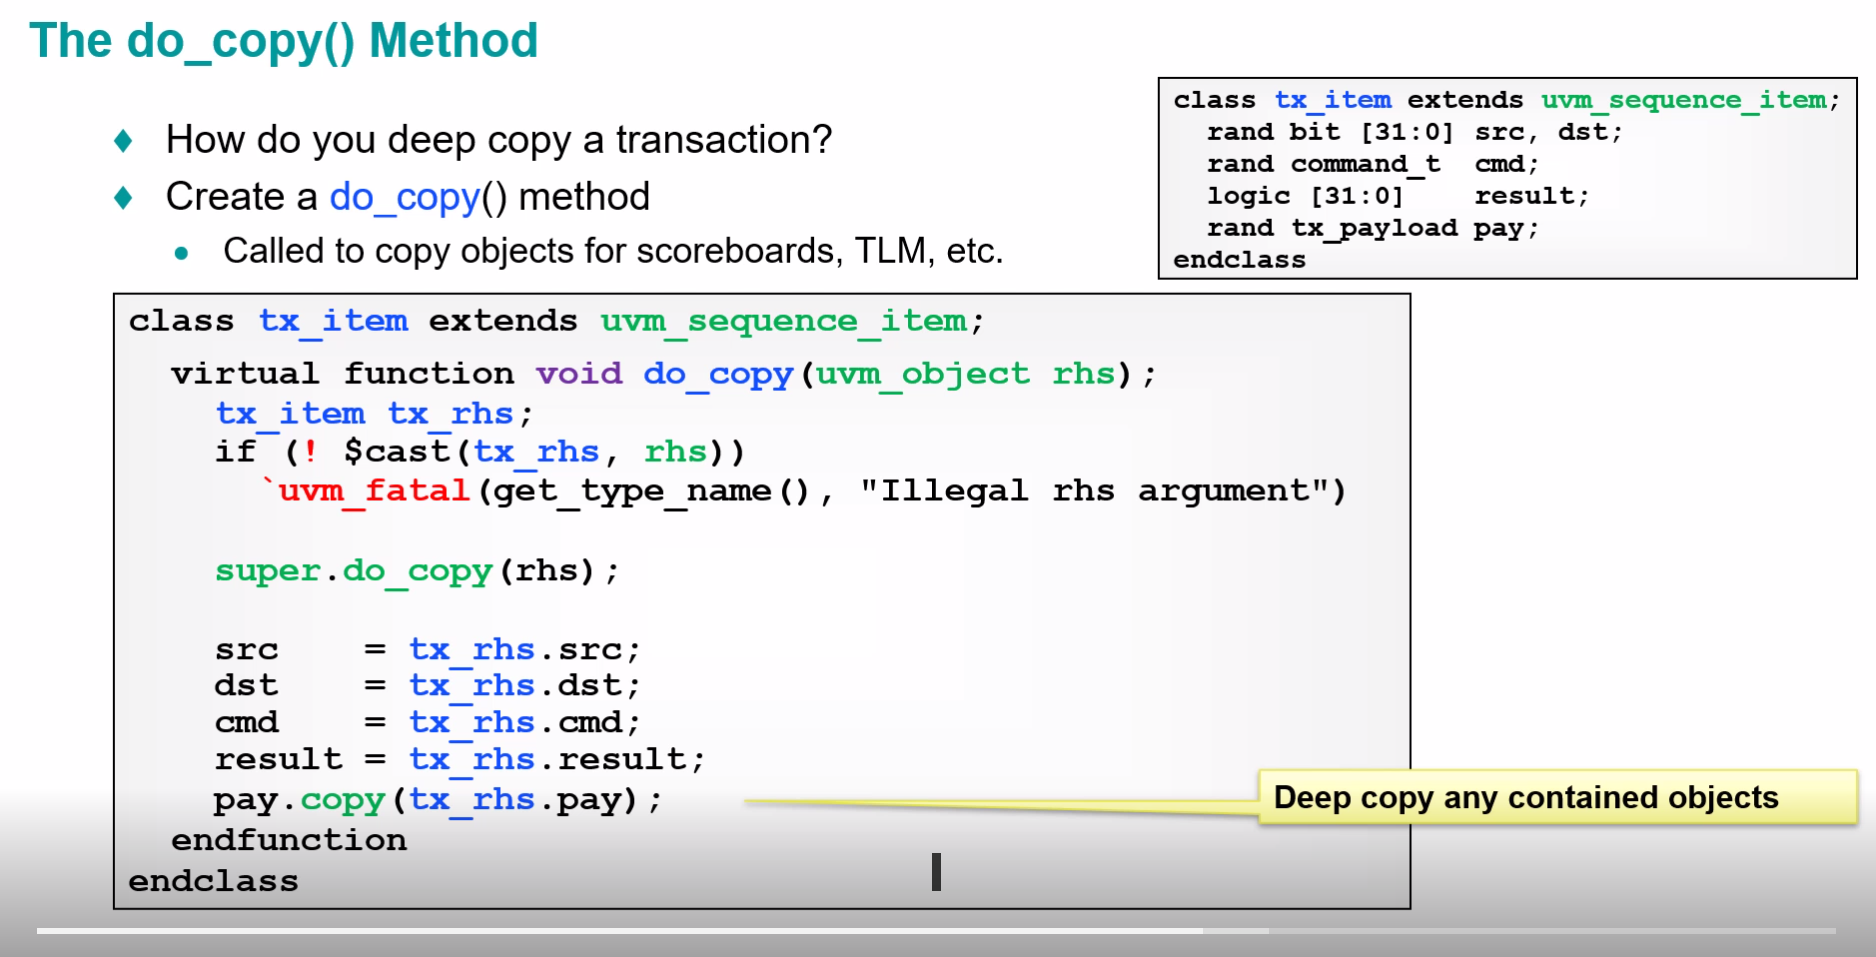 The do_copy() Method
How do you deep copy a transaction?
Create a do_copy() method
Called to copy objects for scoreboards, TLM, etc.
class tx_item extends uvm_sequence_item;
rand bit [31:0] src, dst;
rand command_t cmd;
logic [31:0] result;
rand tx_payload pay;
endclass
class tx_item extends uvm_sequence_item;
virtual function void do_copy(uvm_object rhs);
tx_item tx_rhs;
if (! $cast(tx_rhs, rhs))
`uvm_fatal(get_type_name(), "Illegal rhs argument")
super.do_copy(rhs);
src = tx_rhs.src;
dst = tx_rhs.dst;
cmd = tx_rhs.cmd;
result = tx_rhs.result;
pay.copy(tx_rhs.pay);
endfunction
endclass
Deep copy any contained objects